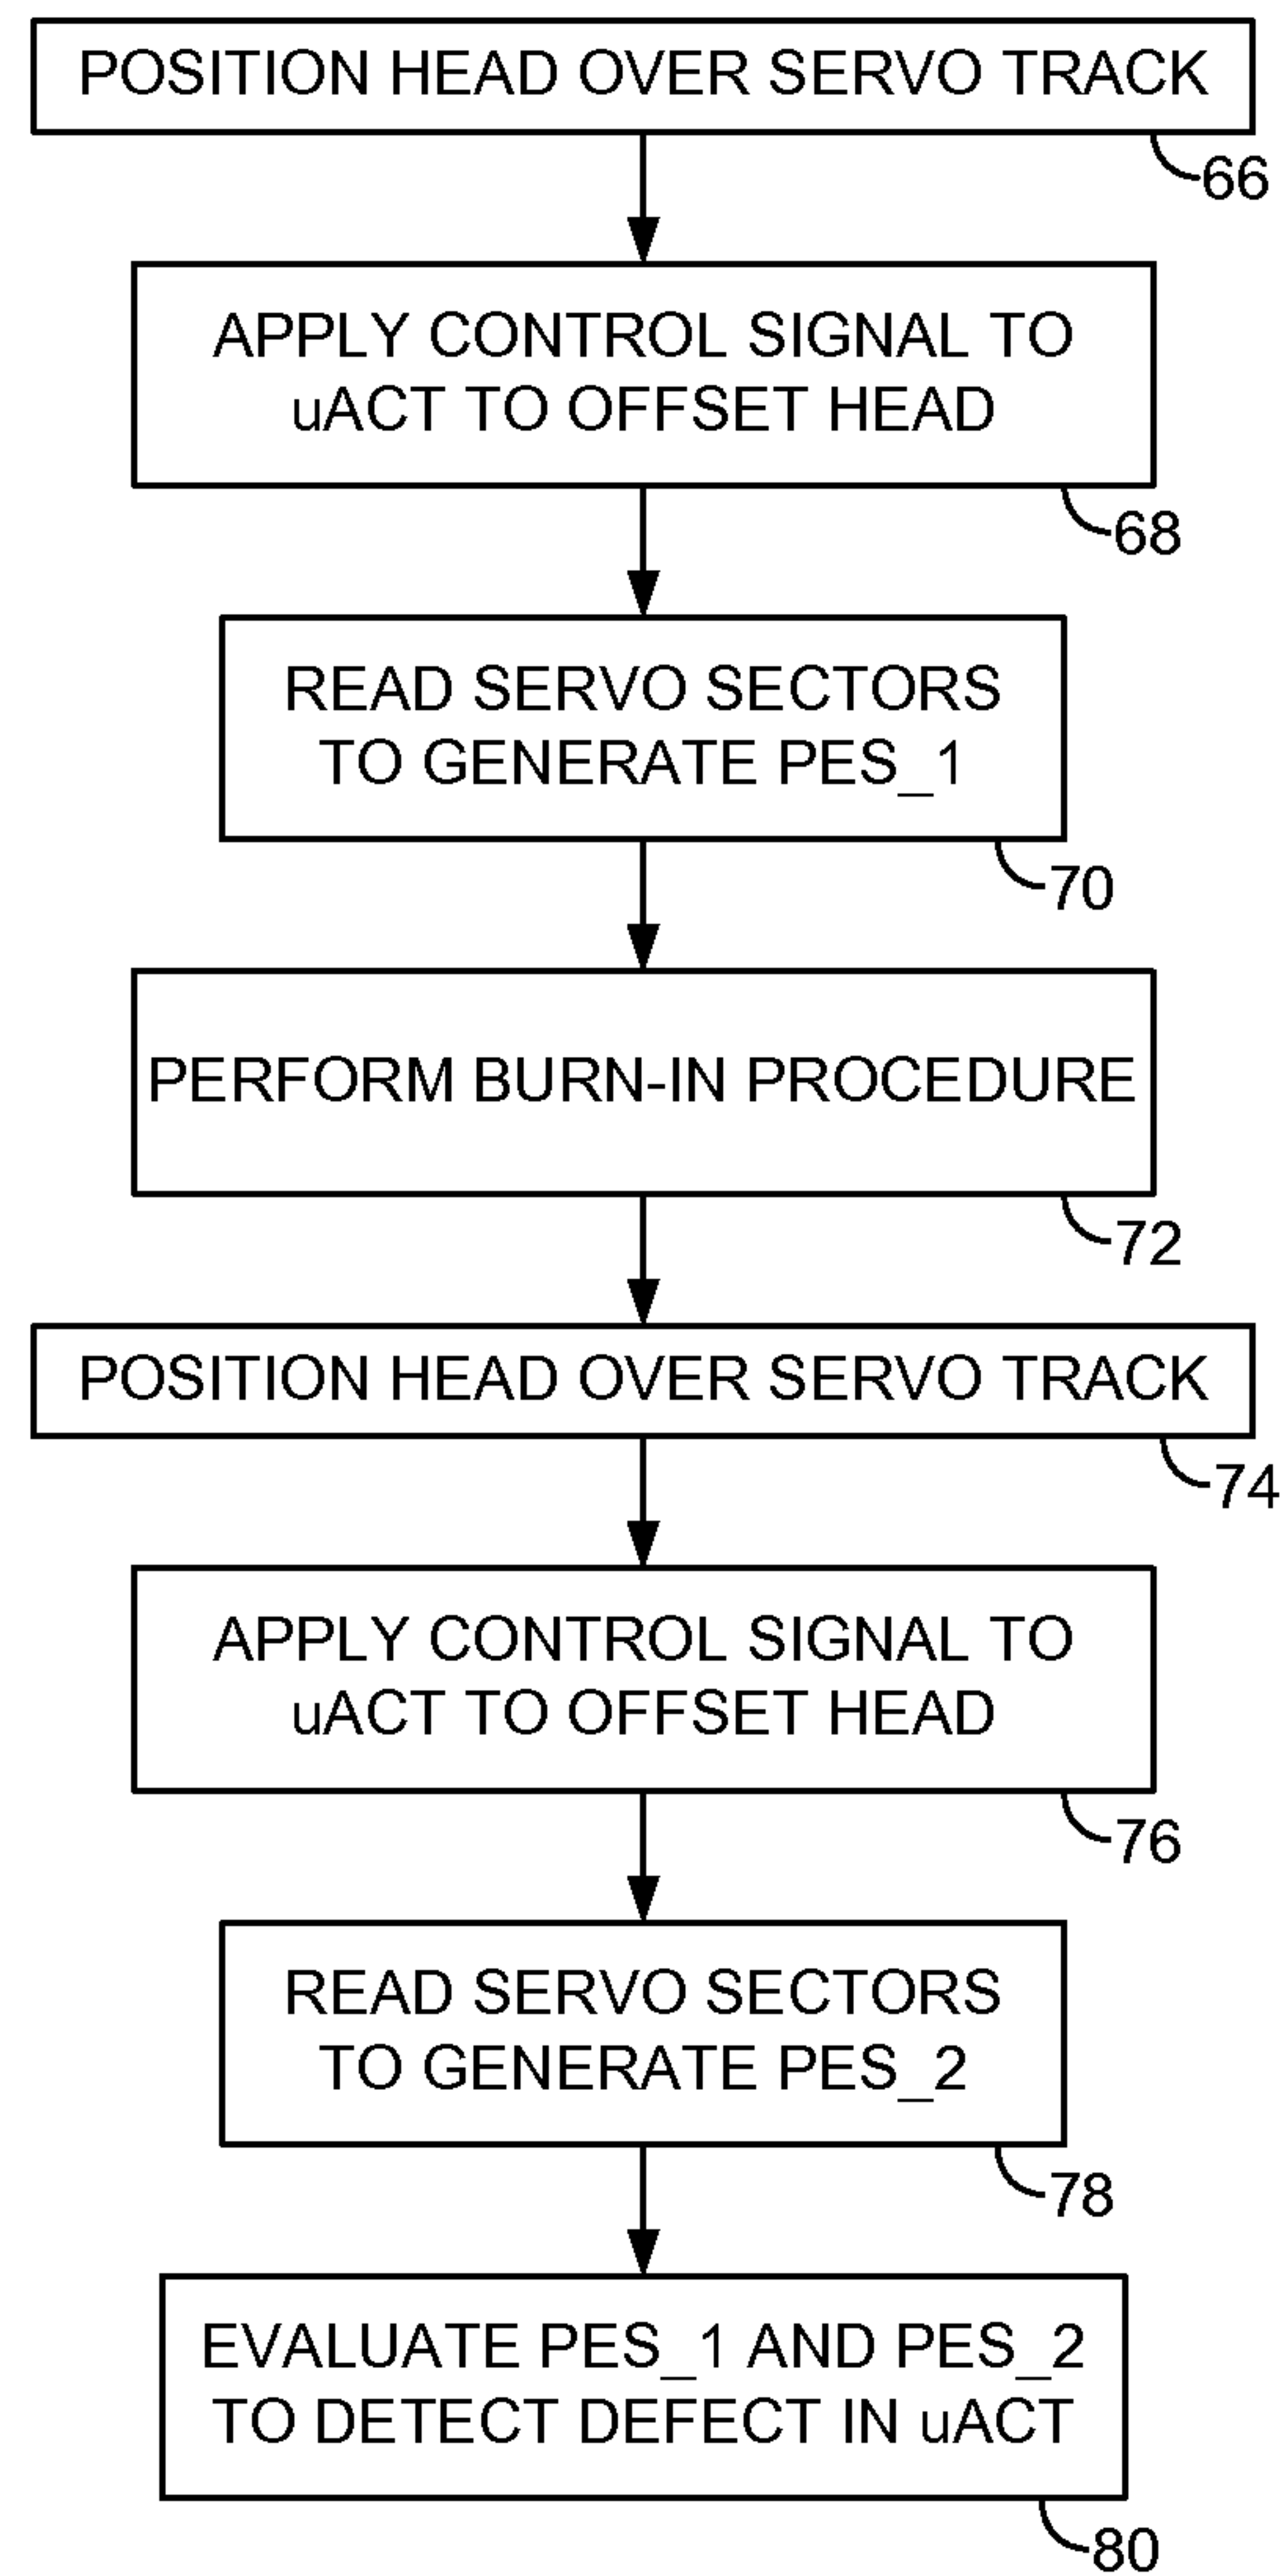 POSITION HEAD OVER SERVO TRACK
66
APPLY CONTROL SIGNAL TO
uACT TO OFFSET HEAD
68
READ SERVO SECTORS
TO GENERATE PES_1
70
PERFORM BURN-IN PROCEDURE
72
POSITION HEAD OVER SERVO TRACK
74
APPLY CONTROL SIGNAL TO
uACT TO OFFSET HEAD
76
READ SERVO SECTORS
TO GENERATE PES_2
78
EVALUATE PES_1 AND PES_2
TO DETECT DEFECT IN uACT
80